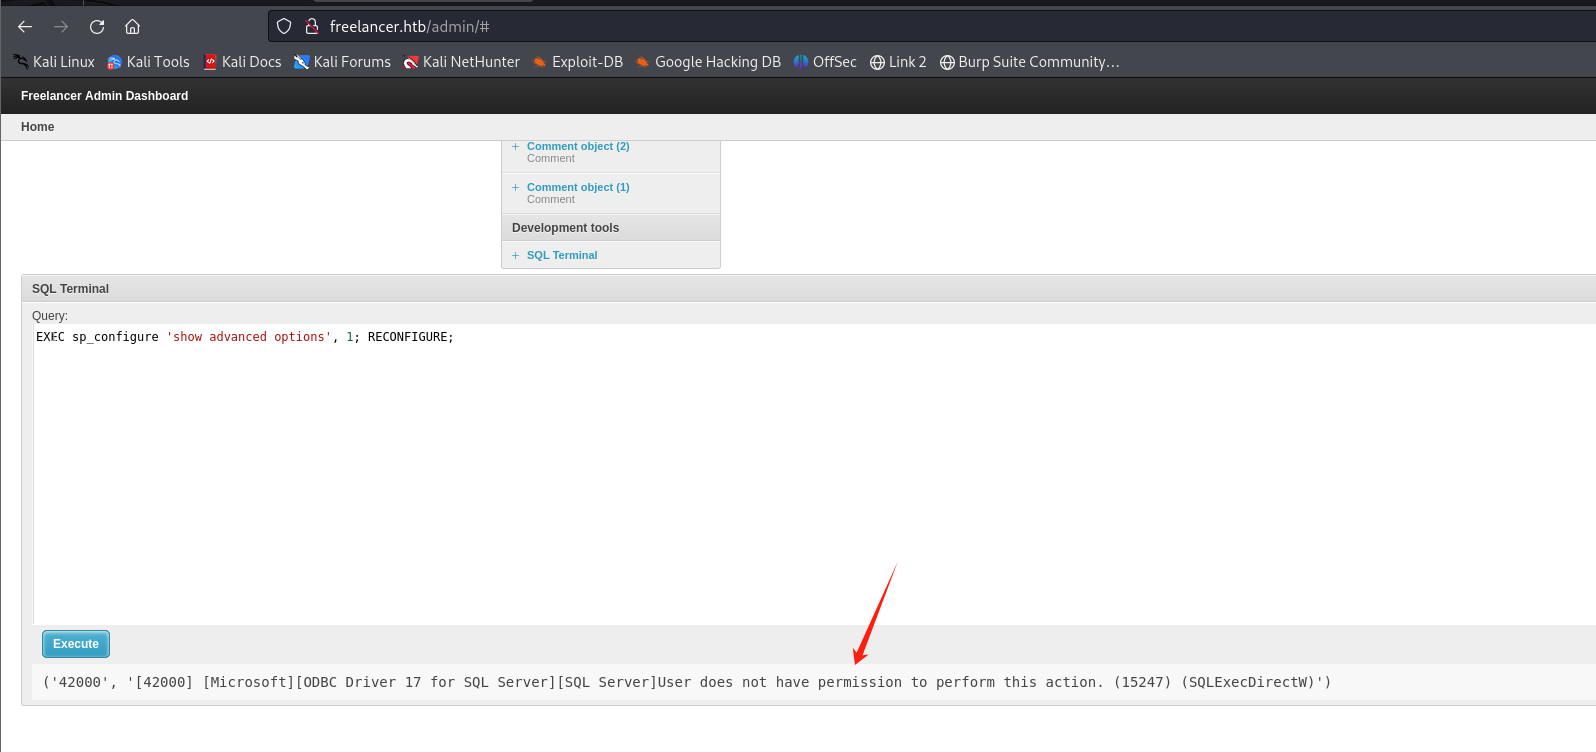 freelancer.htb/admin/#
Kali Linux Kali Tools Kali Docs Kali Forums Kali NetHunter Exploit-DB Google Hacking DB OffSec Link 2 Burp Suite Community…
Freelancer Admin Dashboard
Home
+ Comment object (2)
Comment
+ Comment object (1)
Comment
Development tools
+ SQL Terminal
SQL Terminal
Query:
EXEC sp_configure 'show advanced options', 1; RECONFIGURE;
Execute
('42000', '[42000] [Microsoft][ODBC Driver 17 for SQL Server][SQL Server]User does not have permission to perform this action. (15247) (SQLExecDirectW)')